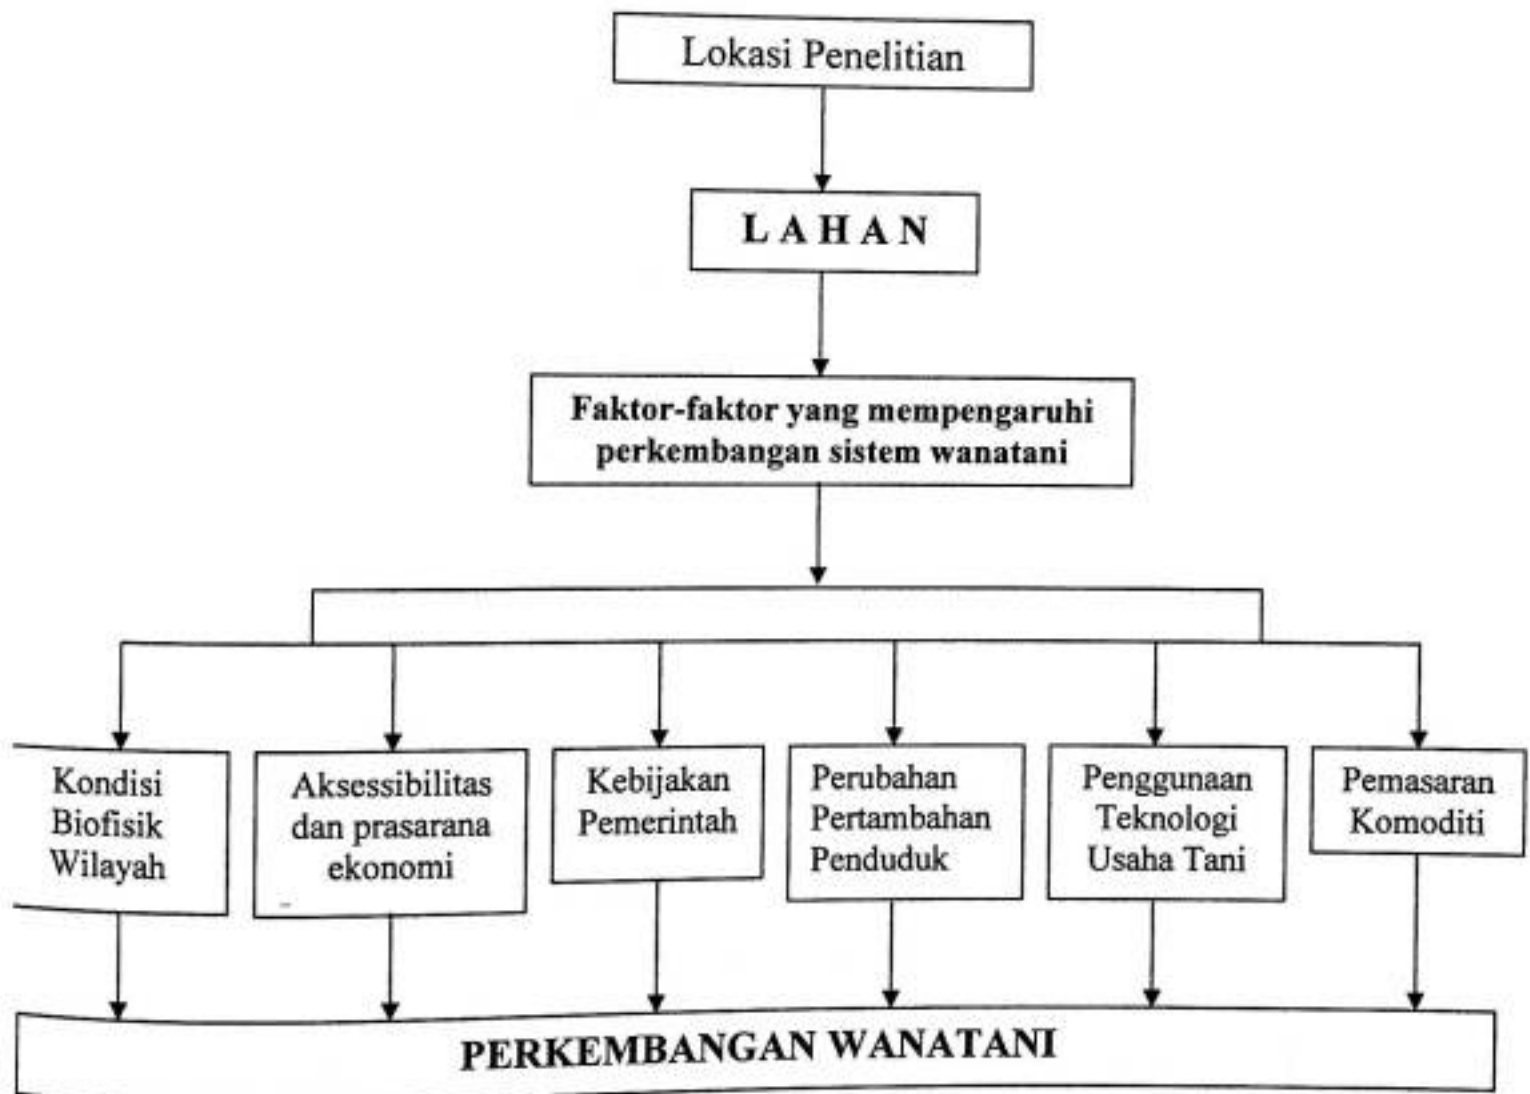 Lokasi Penelitian
L A H A N
Faktor-faktor yang mempengaruhi
perkembangan sistem wanatani
Kondisi
Biofisik
Wilayah
Aksessibilitas
dan prasarana
ekonomi
Kebijakan
Pemerintah
Perubahan
Pertambahan
Penduduk
Penggunaan
Teknologi
Usaha Tani
Pemasaran
Komoditi
PERKEMBANGAN WANATANI